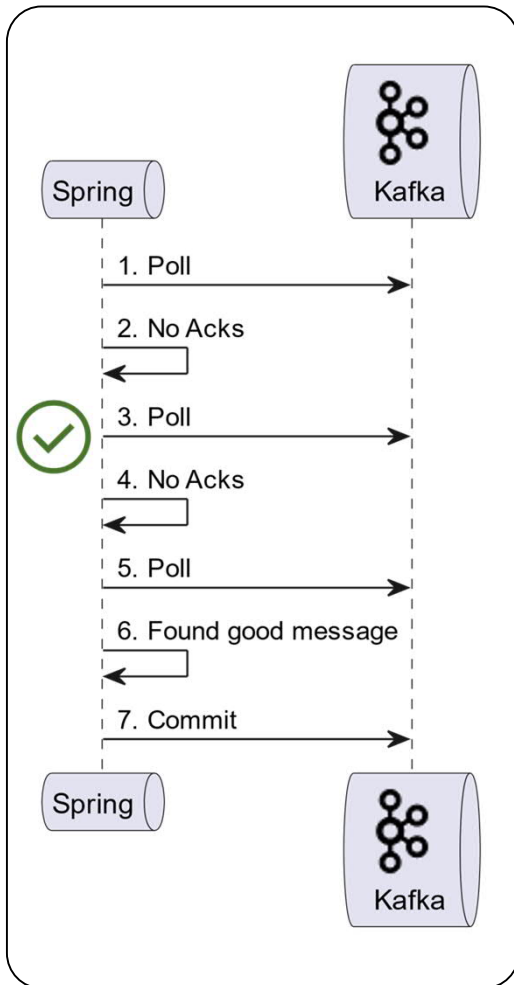 Spring
Kafka
1. Poll
2. No Acks
3. Poll
4. No Acks
5. Poll
6. Found good message
7. Commit
Spring
Kafka